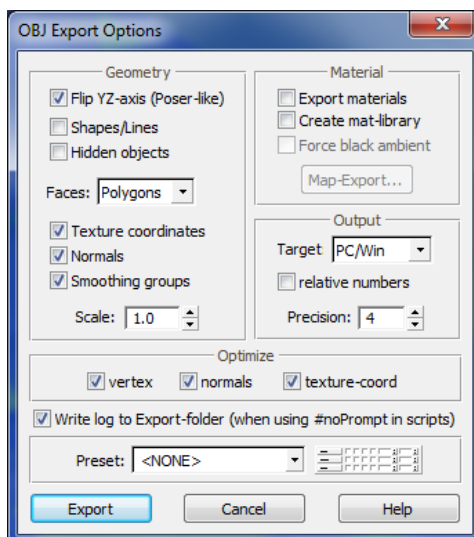 OBJ Export Options
Geometry
Flip YZ-axis (Poser-like)
Shapes/Lines
Hidden objects
Faces: Polygons
Texture coordinates
Normals
Smoothing groups
Scale: 1.0
Material
Export materials
Create mat-library
Force black ambient
Map-Export...
Output
Target PC/Win
relative numbers
Precision: 4
Optimize
vertex normals texture-coord
Write log to Export-folder (when using #noPrompt in scripts)
Preset: <NONE>
Export Cancel Help